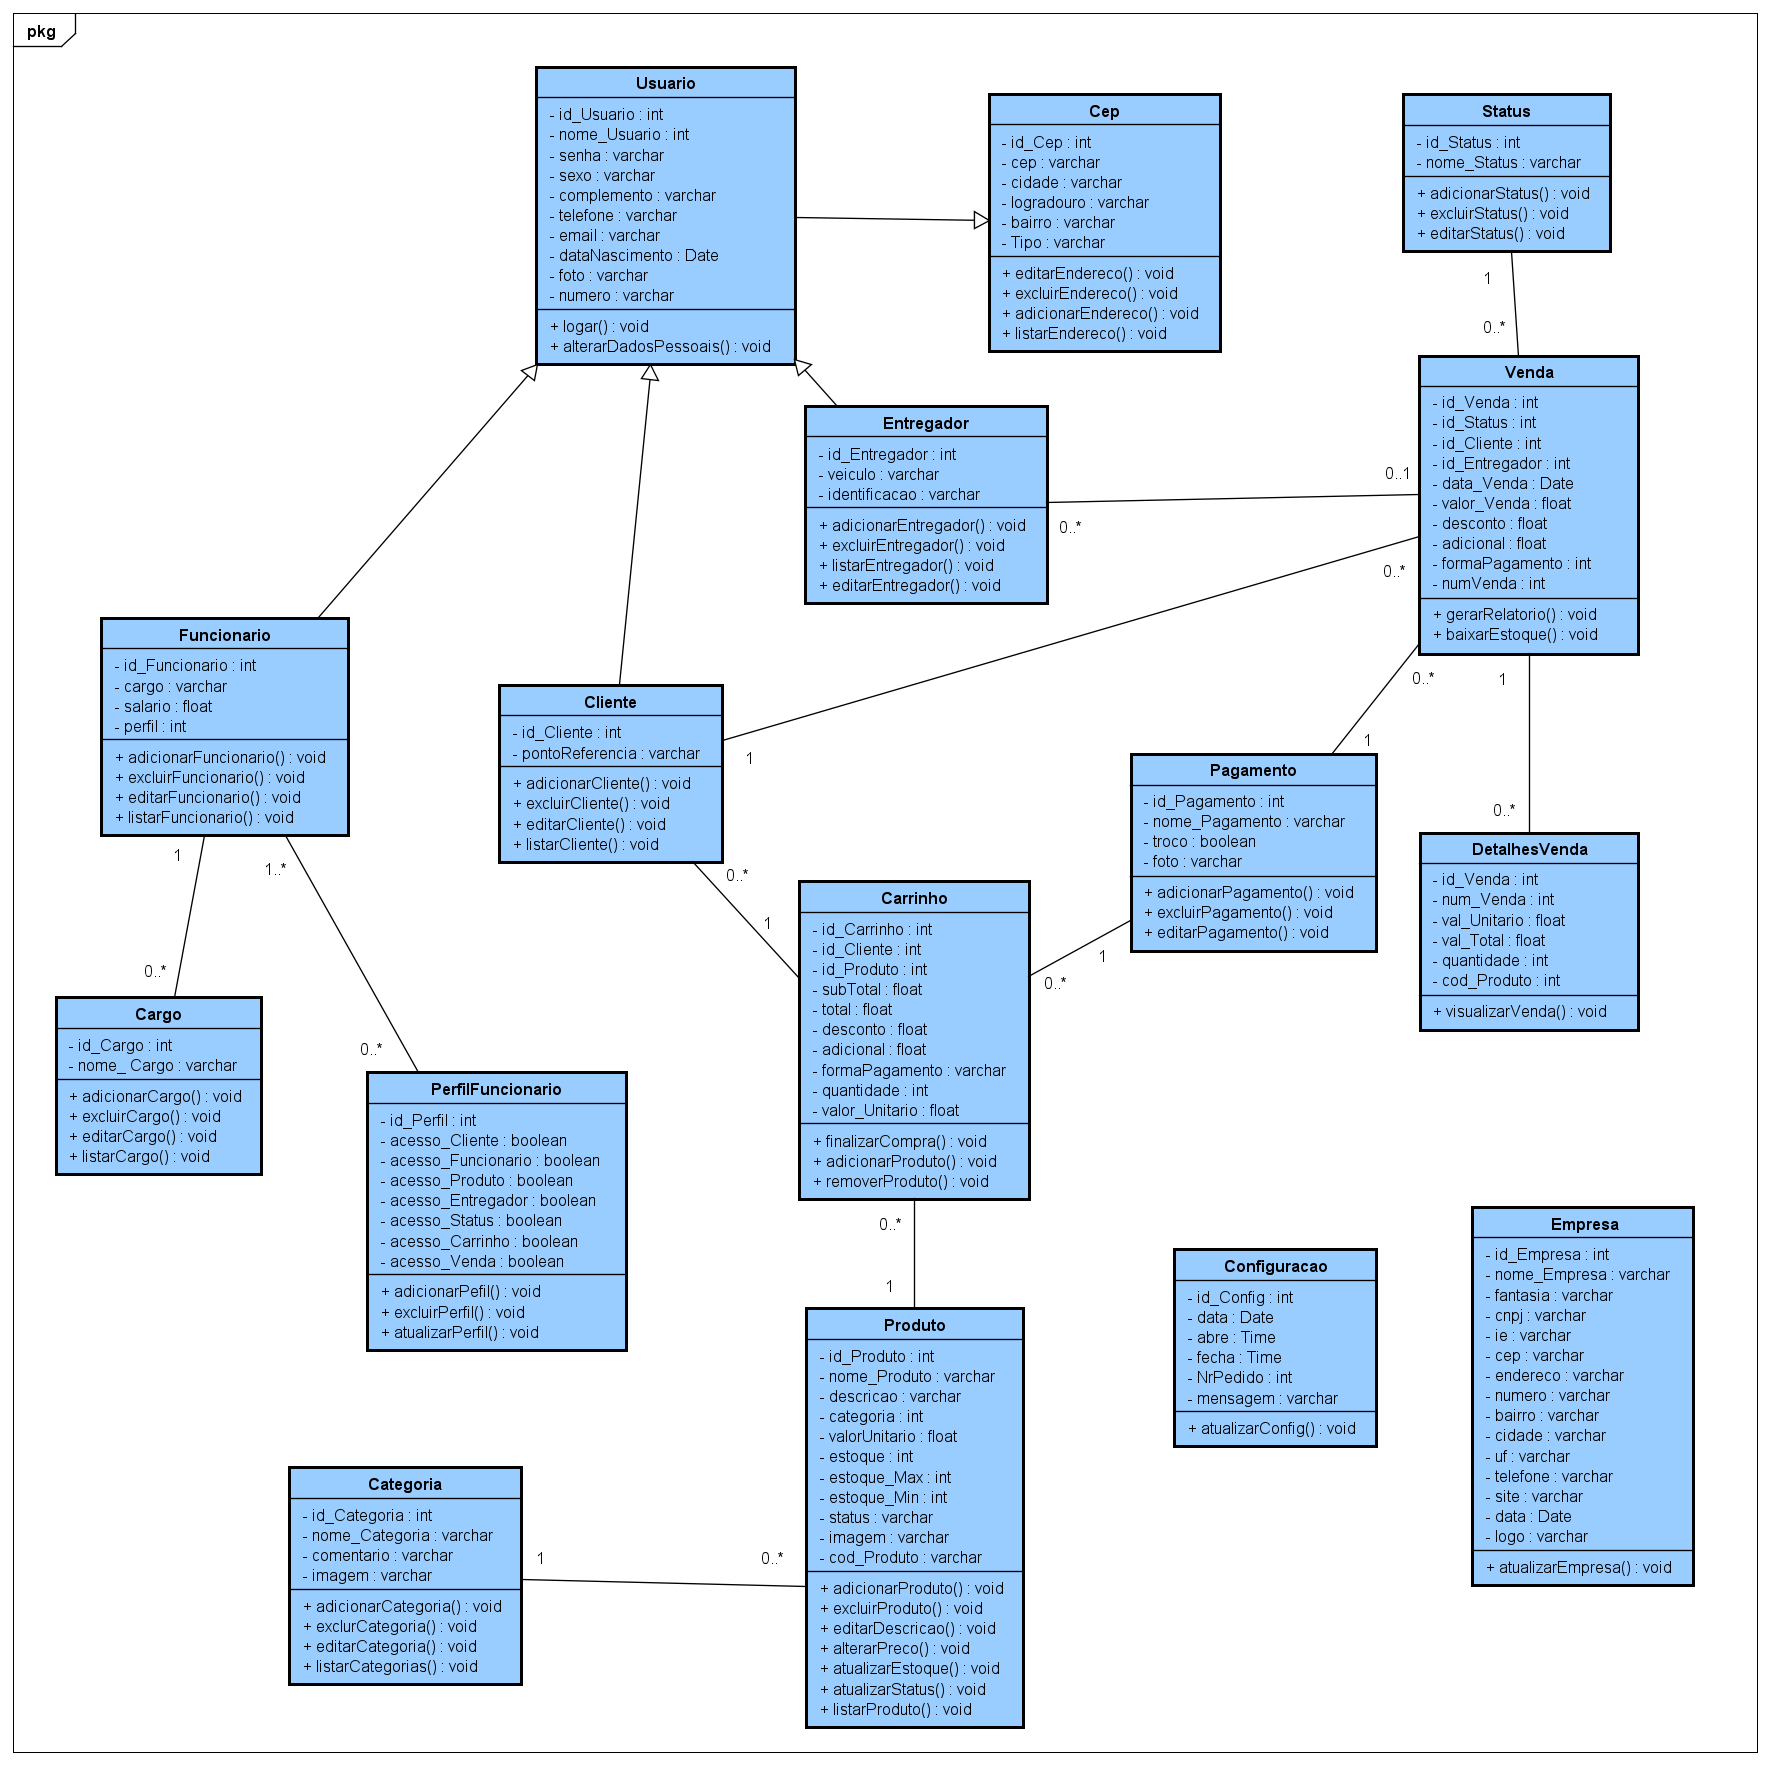 pkg
Usuario
- id_Usuario : int
- nome_Usuario : int
- senha : varchar
- sexo : varchar
- complemento : varchar
- telefone : varchar
- email : varchar
- dataNascimento : Date
- foto : varchar
- numero : varchar
+ logar() : void
+ alterarDadosPessoais() : void
Cep
- id_Cep : int
- cep : varchar
- cidade : varchar
- logradouro : varchar
- bairro : varchar
- Tipo : varchar
+ editarEndereco() : void
+ excluirEndereco() : void
+ adicionarEndereco() : void
+ listarEndereco() : void
Status
- id_Status : int
- nome_Status : varchar
+ adicionarStatus() : void
+ excluirStatus() : void
+ editarStatus() : void
1
0..*
Venda
- id_Venda : int
- id_Status : int
- id_Cliente : int
- id_Entregador : int
- data_Venda : Date
- valor_Venda : float
- desconto : float
- adicional : float
- formaPagamento : int
- numVenda : int
+ gerarRelatorio() : void
+ baixarEstoque() : void
Entregador
- id_Entregador : int
- veiculo : varchar
- identificacao : varchar
+ adicionarEntregador() : void
+ excluirEntregador() : void
+ listarEntregador() : void
+ editarEntregador() : void
0..1
0..*
0..*
1
Funcionario
- id_Funcionario : int
- cargo : varchar
- salario : float
- perfil : int
+ adicionarFuncionario() : void
+ excluirFuncionario() : void
+ editarFuncionario() : void
+ listarFuncionario() : void
Cliente
- id_Cliente : int
- pontoReferencia : varchar
+ adicionarCliente() : void
+ excluirCliente() : void
+ editarCliente() : void
+ listarCliente() : void
0..*
1
1
0..*
Pagamento
- id_Pagamento : int
- nome_Pagamento : varchar
- troco : boolean
- foto : varchar
+ adicionarPagamento() : void
+ excluirPagamento() : void
+ editarPagamento() : void
DetalhesVenda
- id_Venda : int
- num_Venda : int
- val_Unitario : float
- val_Total : float
- quantidade : int
- cod_Produto : int
+ visualizarVenda() : void
1
1..*
0..*
0..*
0..*
1
1
0..*
Carrinho
- id_Carrinho : int
- id_Cliente : int
- id_Produto : int
- subTotal : float
- total : float
- desconto : float
- adicional : float
- formaPagamento : varchar
- quantidade : int
- valor_Unitario : float
+ finalizarCompra() : void
+ adicionarProduto() : void
+ removerProduto() : void
Cargo
- id_Cargo : int
- nome_ Cargo : varchar
+ adicionarCargo() : void
+ excluirCargo() : void
+ editarCargo() : void
+ listarCargo() : void
PerfilFuncionario
- id_Perfil : int
- acesso_Cliente : boolean
- acesso_Funcionario : boolean
- acesso_Produto : boolean
- acesso_Entregador : boolean
- acesso_Status : boolean
- acesso_Carrinho : boolean
- acesso_Venda : boolean
+ adicionarPefil() : void
+ excluirPerfil() : void
+ atualizarPerfil() : void
0..*
1
Produto
- id_Produto : int
- nome_Produto : varchar
- descricao : varchar
- categoria : int
- valorUnitario : float
- estoque : int
- estoque_Max : int
- estoque_Min : int
- status : varchar
- imagem : varchar
- cod_Produto : varchar
+ adicionarProduto() : void
+ excluirProduto() : void
+ editarDescricao() : void
+ alterarPreco() : void
+ atualizarEstoque() : void
+ atualizarStatus() : void
+ listarProduto() : void
Configuracao
- id_Config : int
- data : Date
- abre : Time
- fecha : Time
- NrPedido : int
- mensagem : varchar
+ atualizarConfig() : void
Empresa
- id_Empresa : int
- nome_Empresa : varchar
- fantasia : varchar
- cnpj : varchar
- ie : varchar
- cep : varchar
- endereco : varchar
- numero : varchar
- bairro : varchar
- cidade : varchar
- uf : varchar
- telefone : varchar
- site : varchar
- data : Date
- logo : varchar
+ atualizarEmpresa() : void
Categoria
- id_Categoria : int
- nome_Categoria : varchar
- comentario : varchar
- imagem : varchar
+ adicionarCategoria() : void
+ exclurCategoria() : void
+ editarCategoria() : void
+ listarCategorias() : void
1
0..*